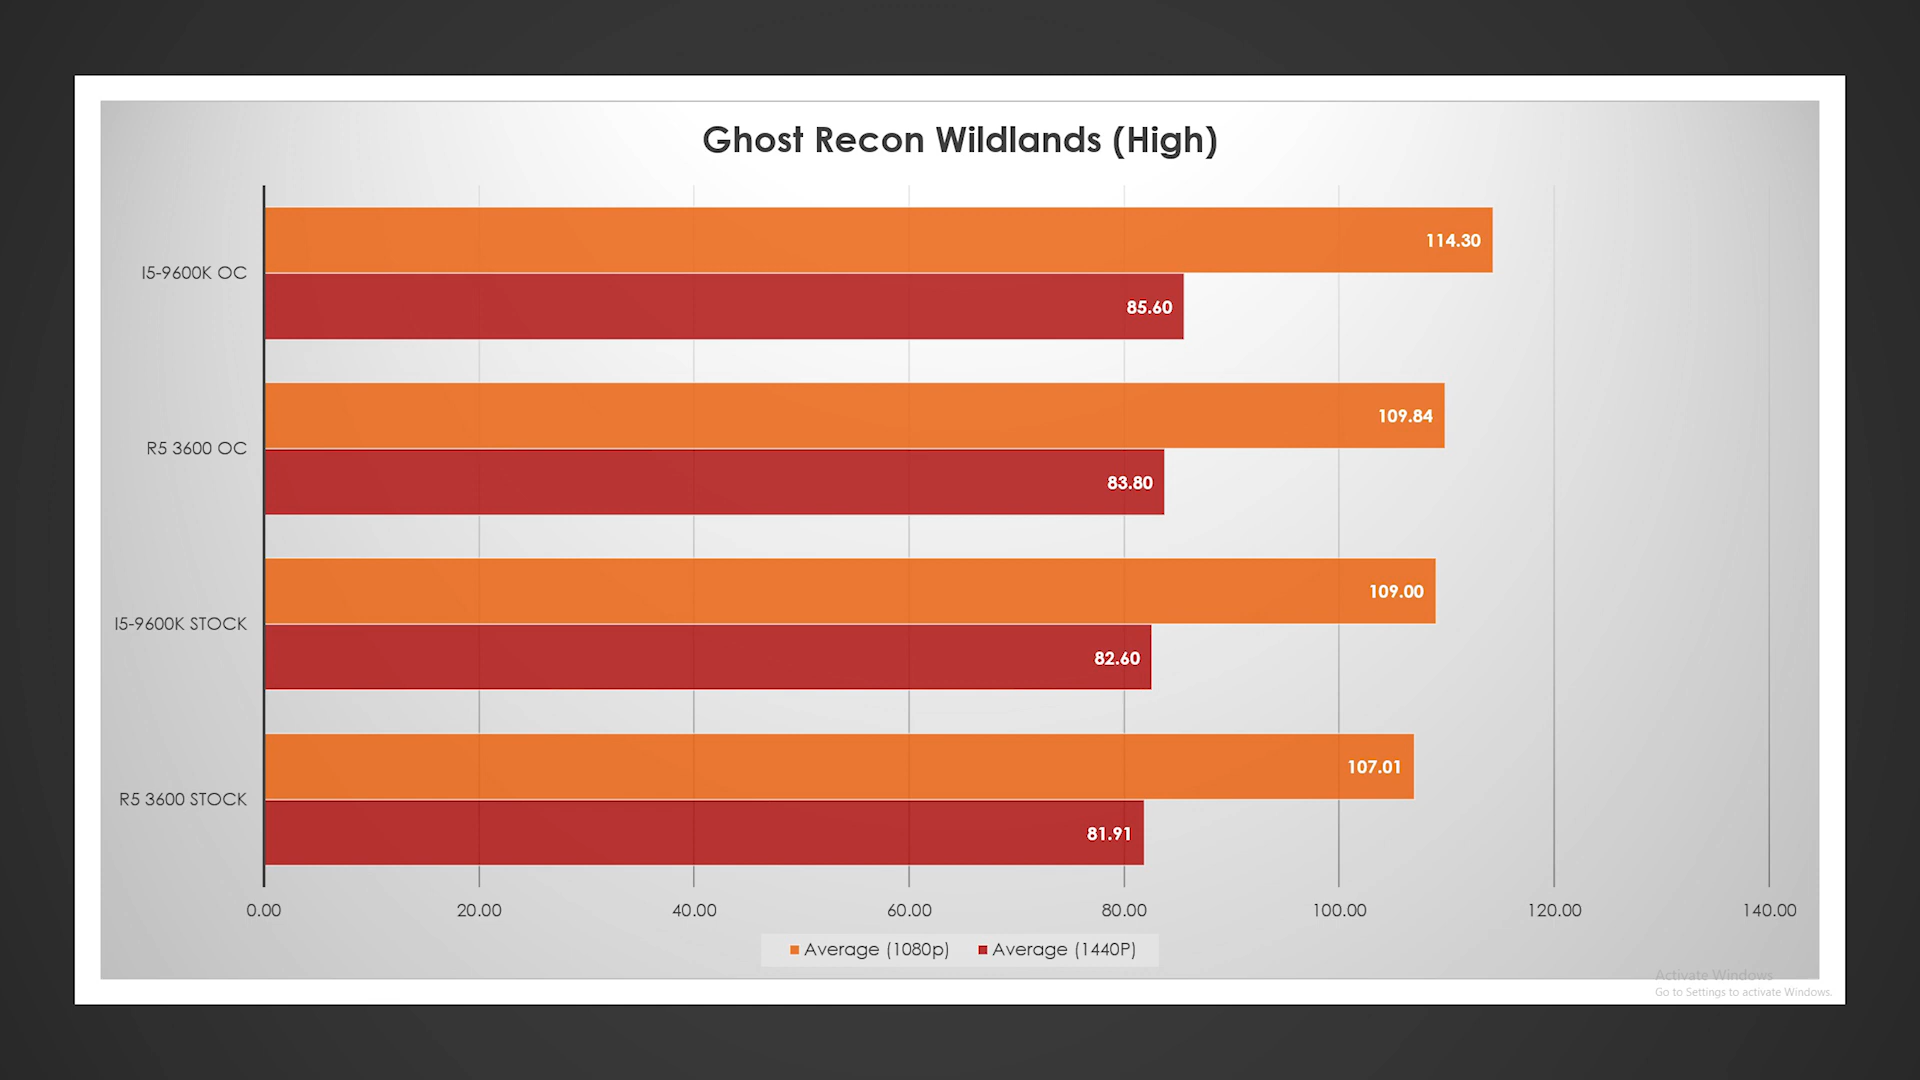 Ghost Recon Wildlands (High)
I5-9600K OC
114.30
85.60
R5 3600 OC
109.84
83.80
I5-9600K STOCK
109.00
82.60
R5 3600 STOCK
107.01
81.91
0.00 20.00 40.00 60.00 80.00 100.00 120.00 140.00
Average (1080p) Average (1440P)
Activate Windows
Go to Settings to activate Windows.